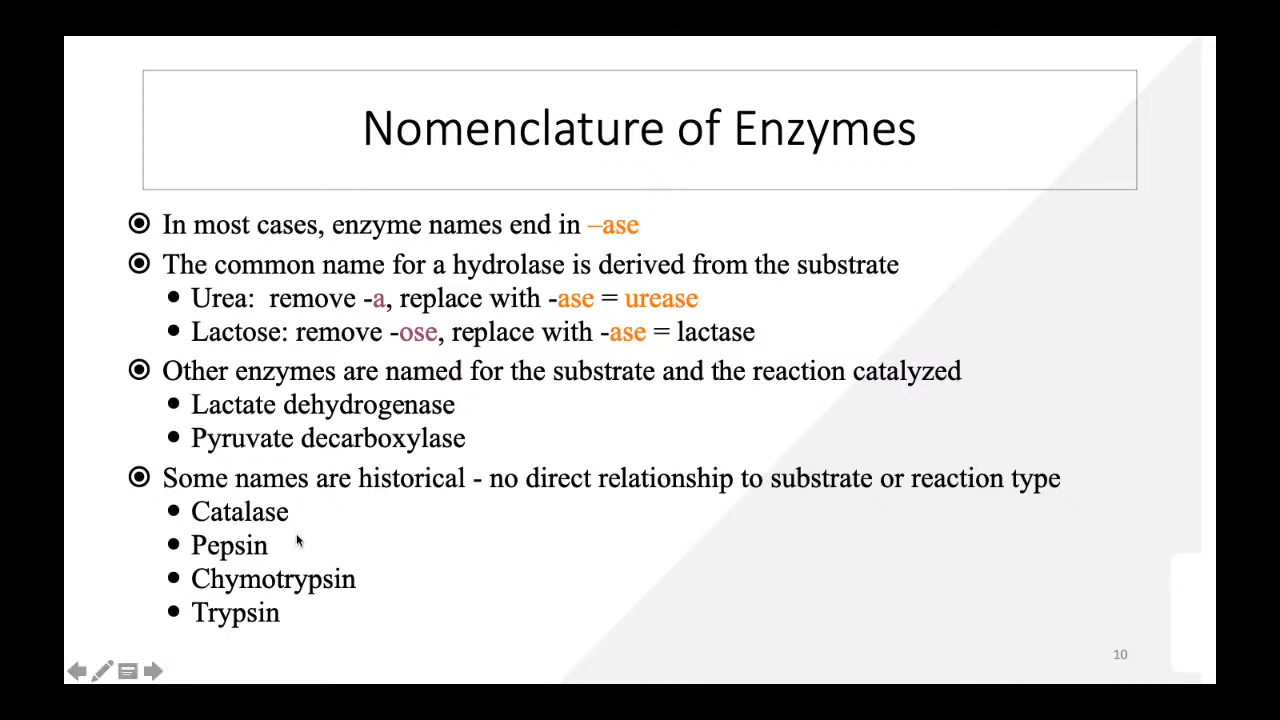 Nomenclature of Enzymes
In most cases, enzyme names end in –ase
The common name for a hydrolase is derived from the substrate
Urea: remove -a, replace with -ase = urease
Lactose: remove -ose, replace with -ase = lactase
Other enzymes are named for the substrate and the reaction catalyzed
Lactate dehydrogenase
Pyruvate decarboxylase
Some names are historical - no direct relationship to substrate or reaction type
Catalase
Pepsin
Chymotrypsin
Trypsin
10